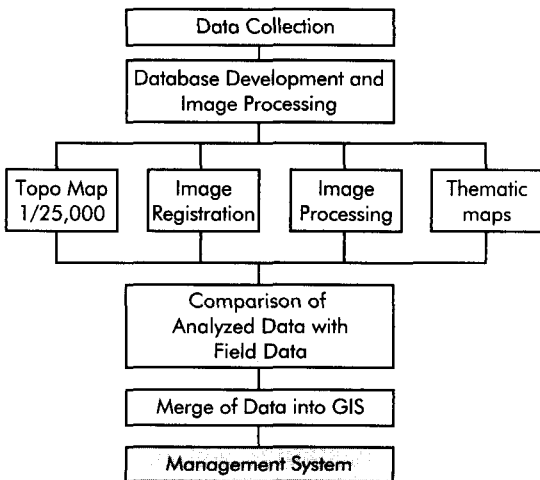 Data Collection
Database Development and
Image Processing
Topo Map
1/25,000
Image
Registration
Image
Processing
Thematic
maps
Comparison of
Analyzed Data with
Field Data
Merge of Data into GIS
Management System